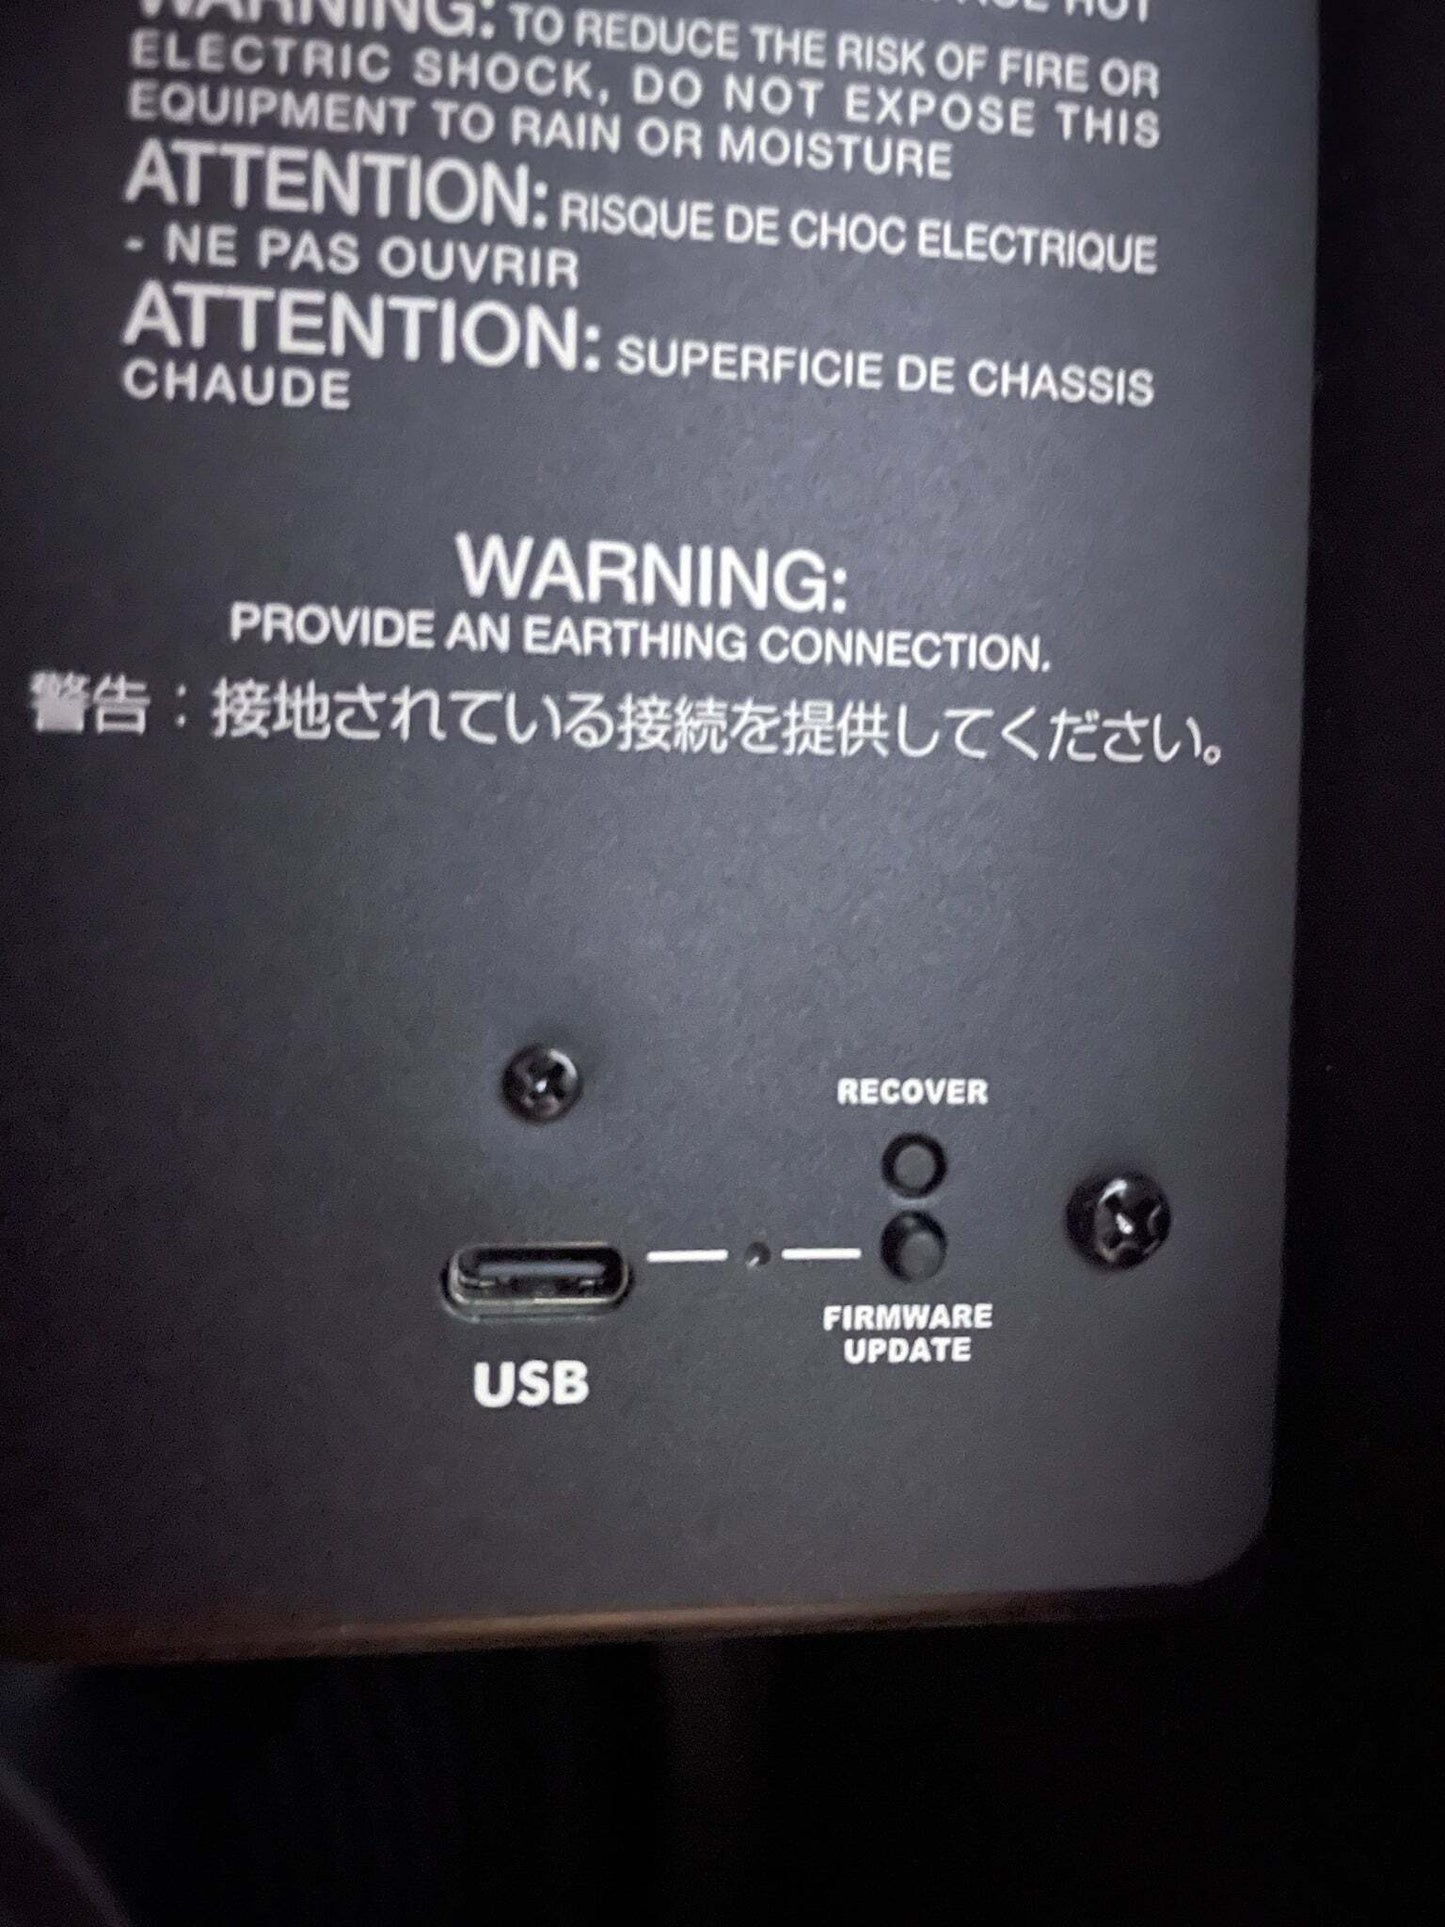 HOT
WARNING: TO REDUCE THE RISK OF FIRE OR
ELECTRIC SHOCK, DO NOT EXPOSE THIS
EQUIPMENT TO RAIN OR MOISTURE
ATTENTION: RISQUE DE CHOC ELECTRIQUE
- NE PAS OUVRIR
ATTENTION: SUPERFICIE DE CHASSIS
CHAUDE
WARNING:
PROVIDE AN EARTHING CONNECTION.
警告：接地されている接続を提供してください。
RECOVER
FIRMWARE
UPDATE
USB